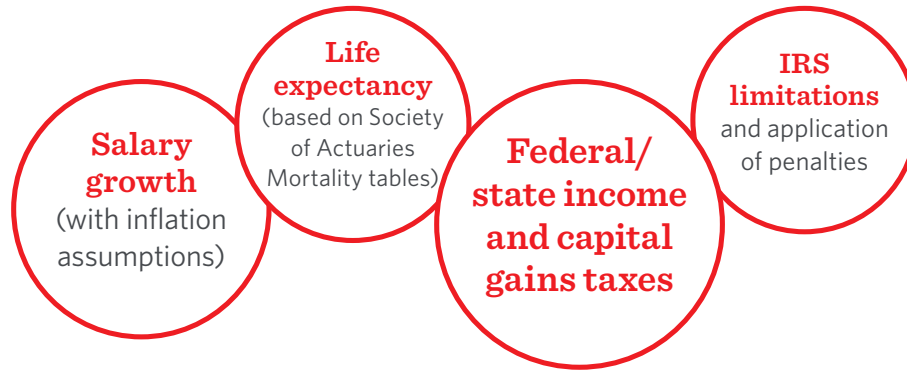 Salary
growth
(with inflation
assumptions)
Life
expectancy
(based on Society
of Actuaries
Mortality tables)
Federal/
state income
and capital
gains taxes
IRS
limitations
and application
of penalties